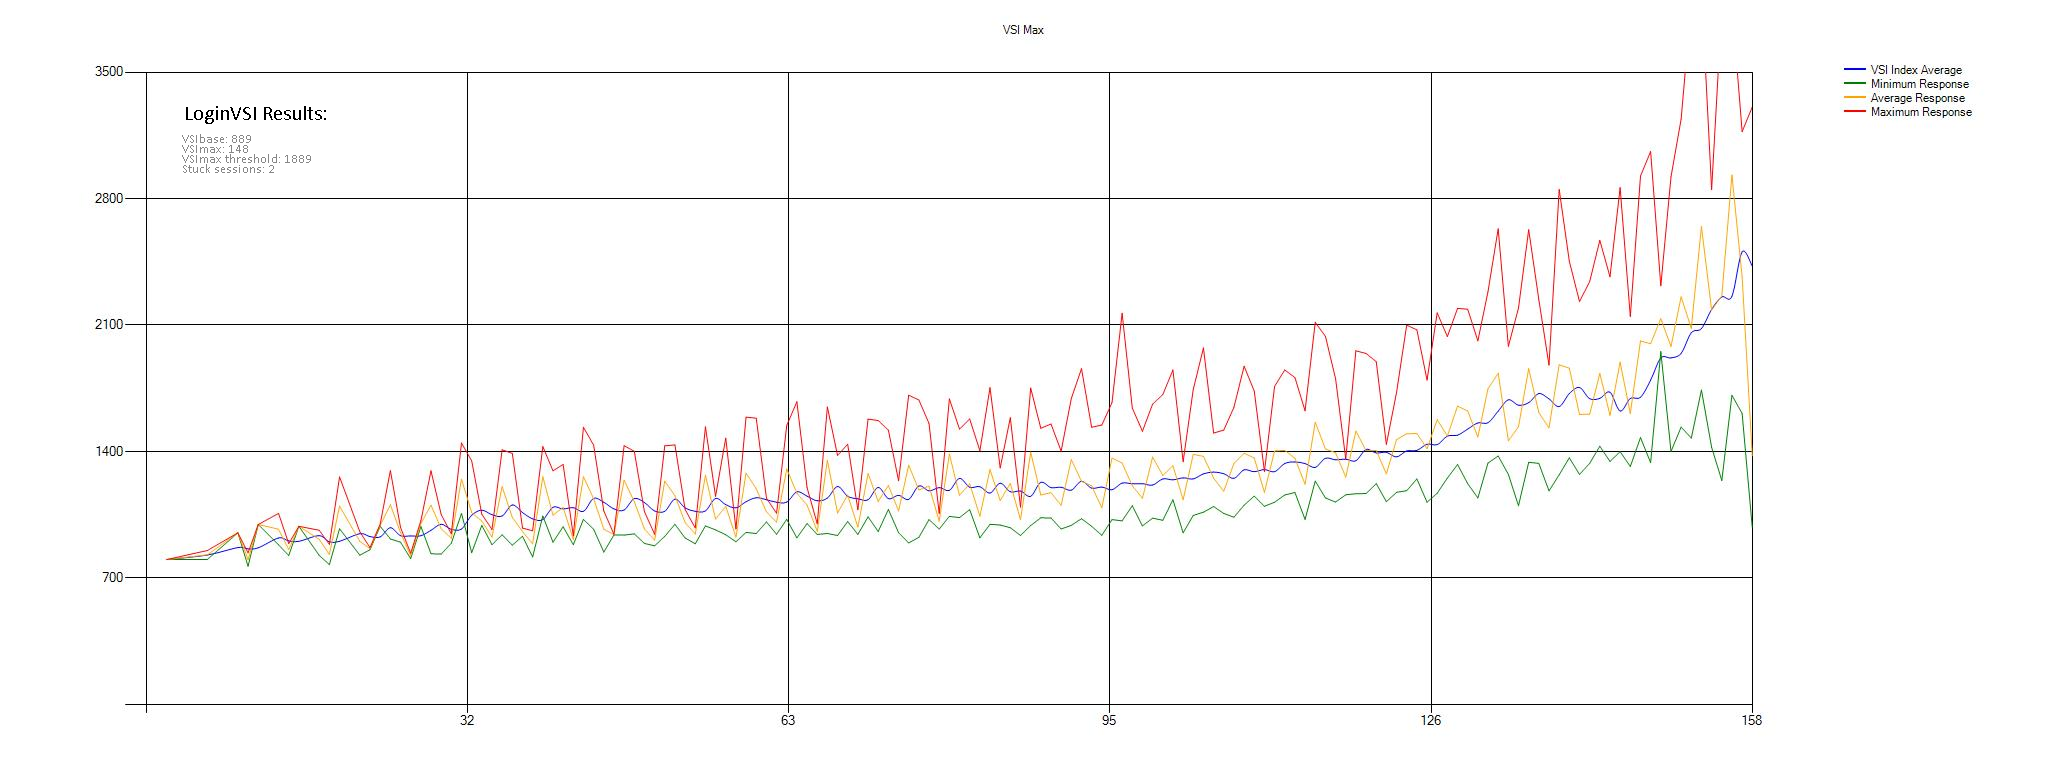 VSI Max
3500
2800
2100
1400
700
32
63
95
126
158
LoginVSI Results:
VSIbase: 889
VSImax: 148
VSImax threshold: 1889
Stuck sessions: 2
VSI Index Average
Minimum Response
Average Response
Maximum Response